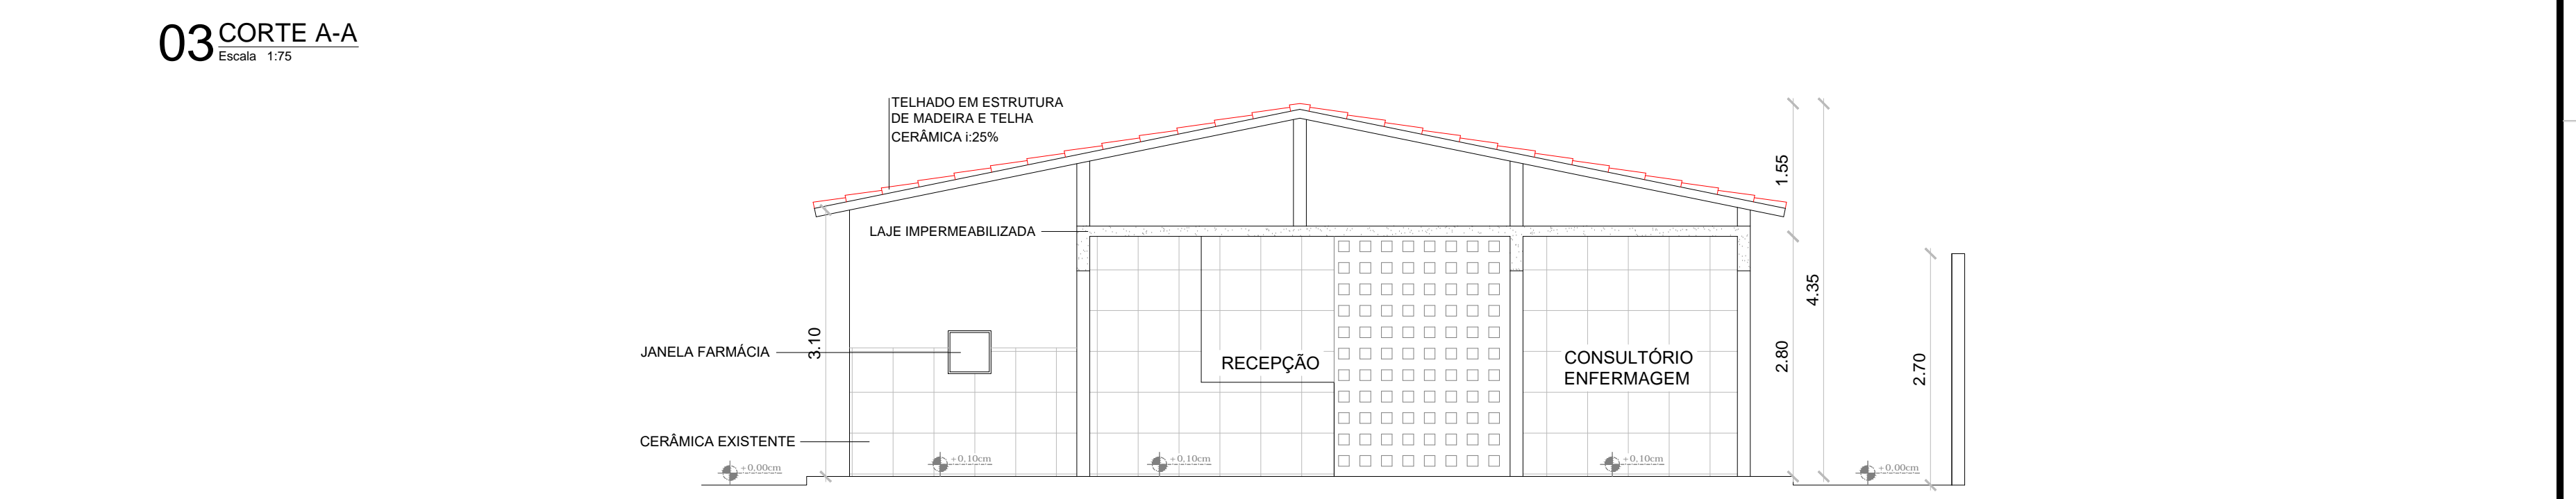 03 CORTE A-A
Escala 1:75
TELHADO EM ESTRUTURA
DE MADEIRA E TELHA
CERÂMICA i:25%
LAJE IMPERMEABILIZADA
JANELA FARMÁCIA
3.10
CERÂMICA EXISTENTE
RECEPÇÃO
CONSULTÓRIO
ENFERMAGEM
1.55
2.80
4.35
2.70
+0,00cm
+0,10cm
+0,10cm
+0,10cm
+0,00cm